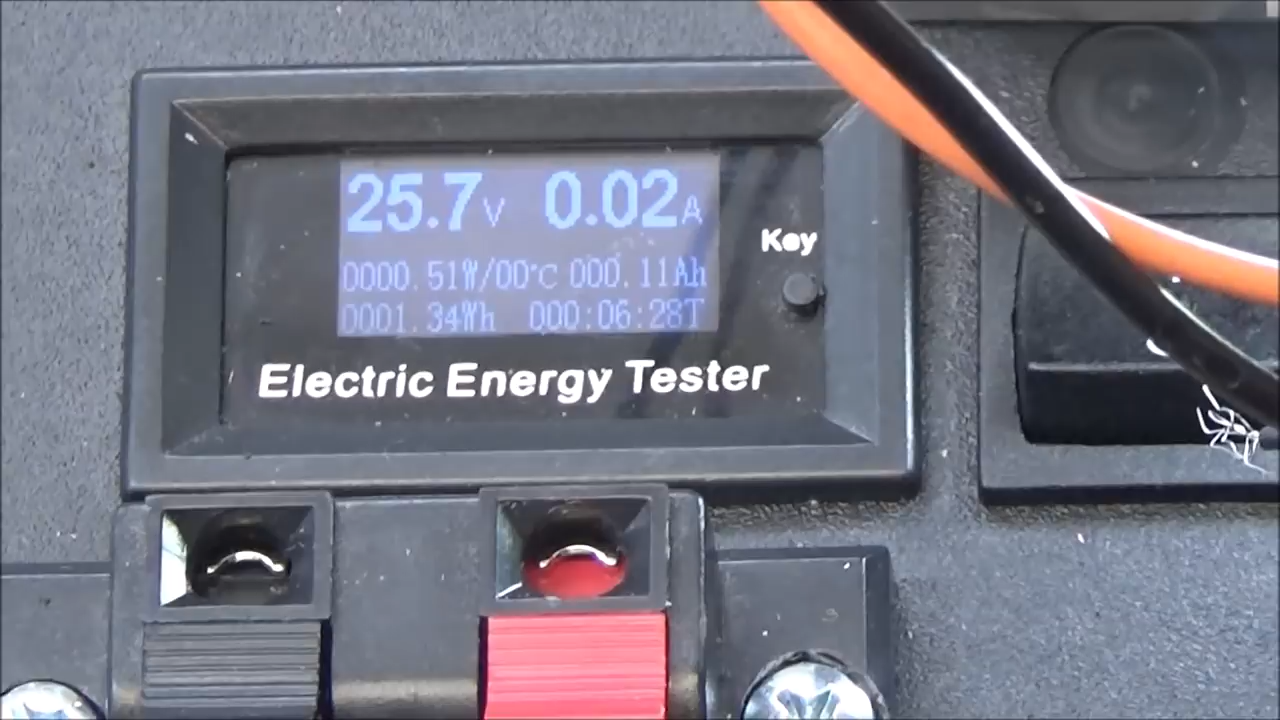 25.7V 0.02A
0000.51W/00°C 000.11Ah
0001.34Wh 000:06:28T
Key
Electric Energy Tester